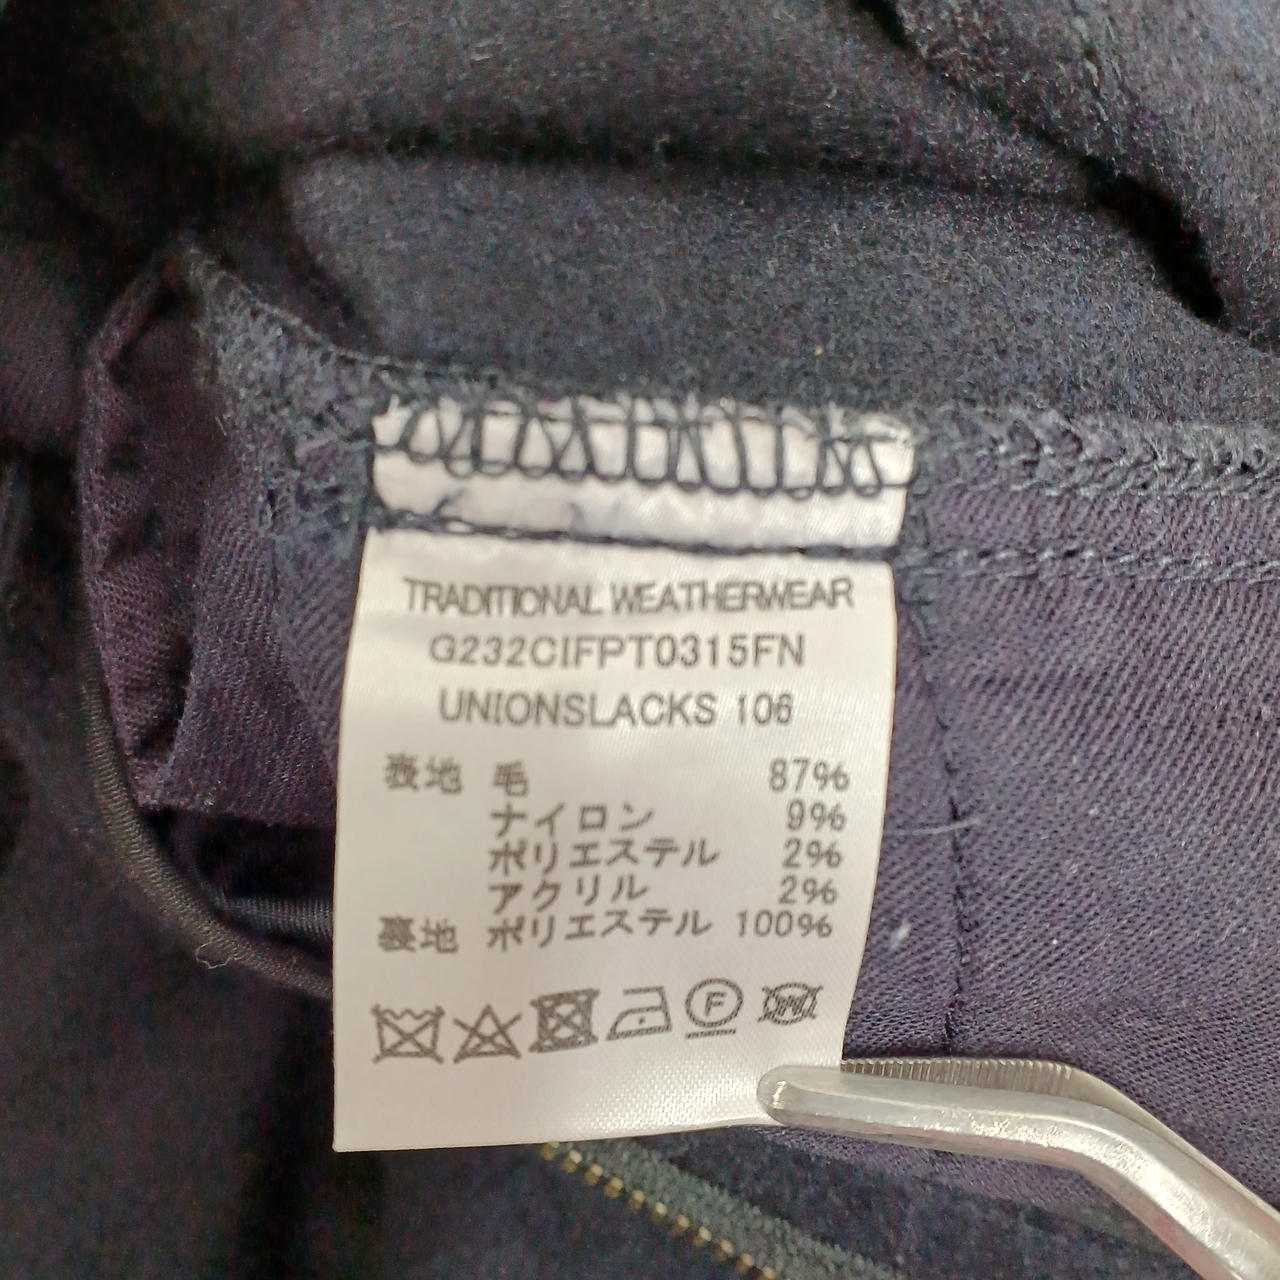 TRADITIONAL WEATHERWEAR
G232CIFPT0315FN
UNIONSLACKS 106
表地 毛 87%
ナイロン 9%
ポリエステル 2%
アクリル 2%
裏地 ポリエステル 100%
F W